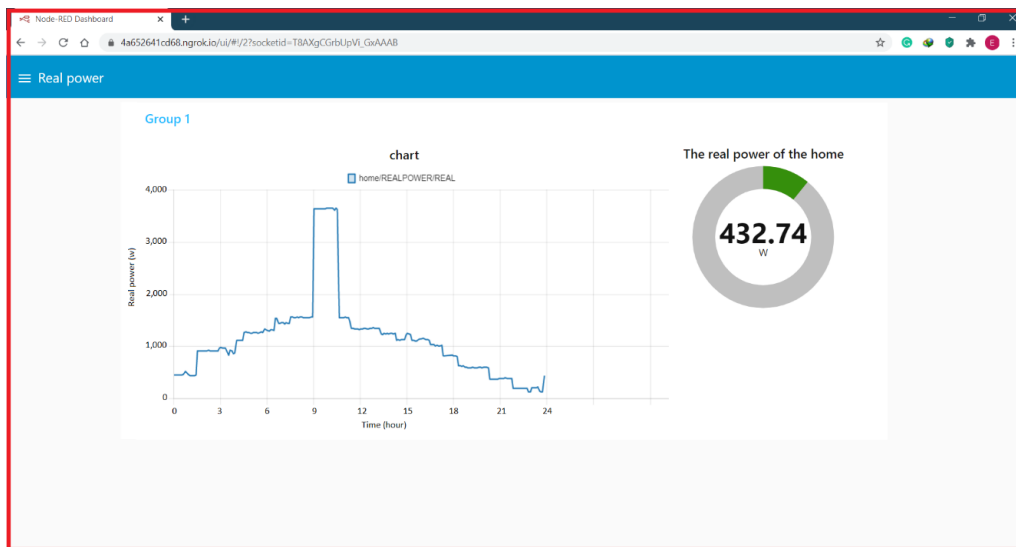 Node-RED Dashboard
4a652641cd68.ngrok.io/ui/#!/2?socketid=T8AXgCGrbUpVi_GxAAAB
E
Real power
Group 1
chart
home/REALPOWER/REAL
4,000
3,000
2,000
1,000
0
Real power (w)
0 3 6 9 12 15 18 21 24
Time (hour)
The real power of the home
432.74
W